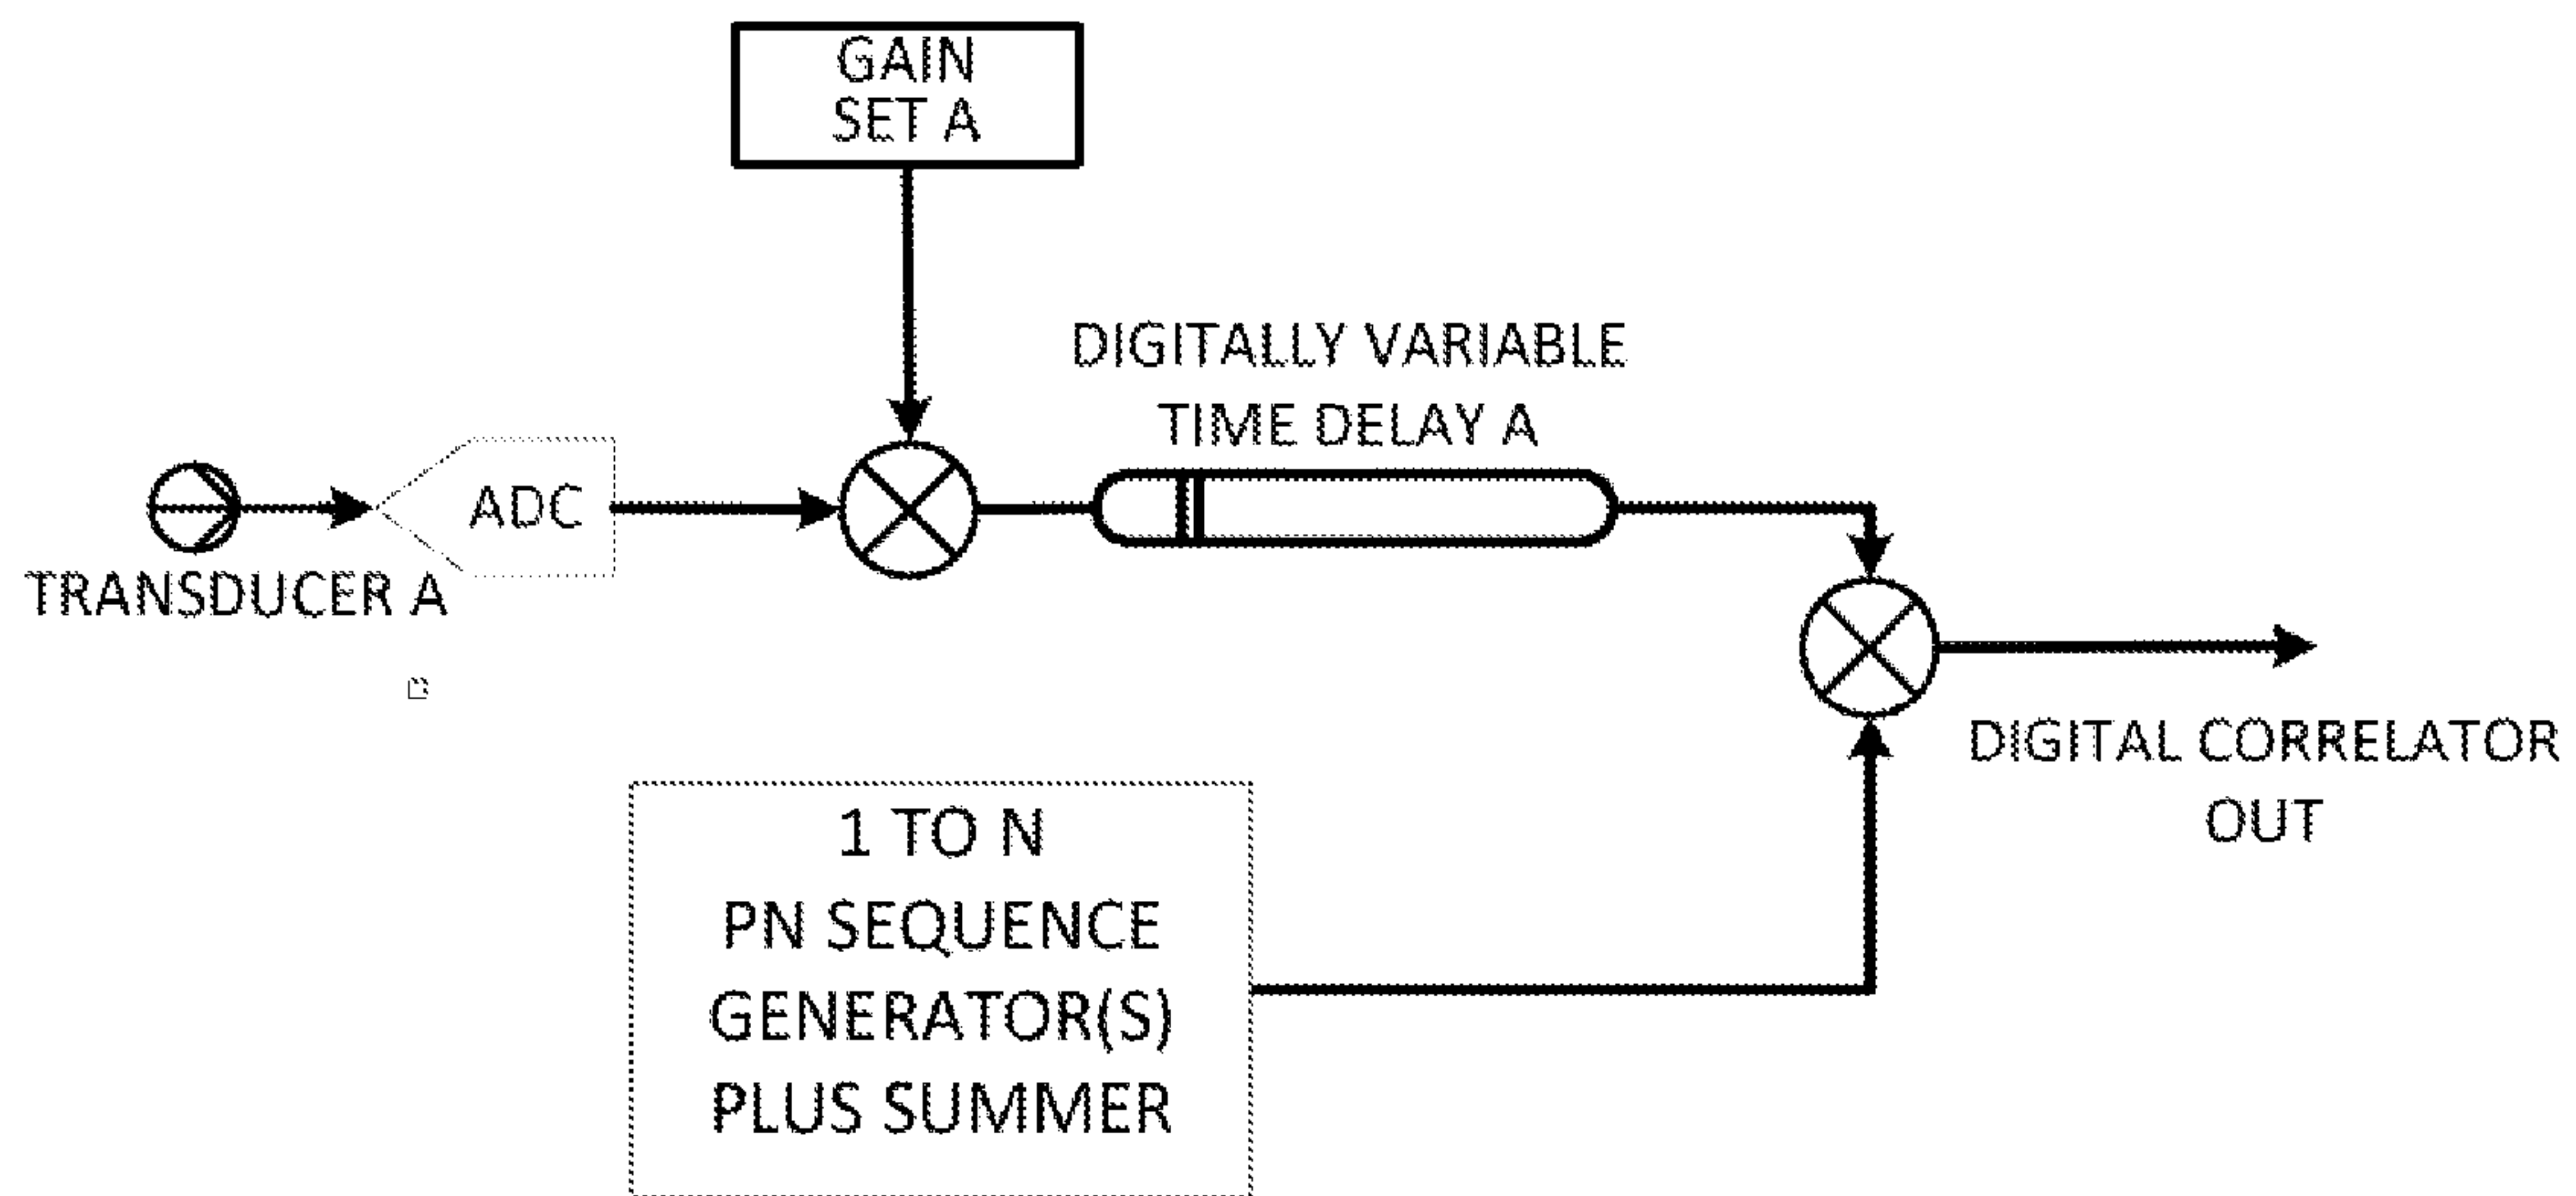 GAIN
SET A
DIGITALLY VARIABLE
TIME DELAY A
ADC
TRANSDUCER A
DIGITAL CORRELATOR
OUT
1 TO N
PN SEQUENCE
GENERATOR(S)
PLUS SUMMER